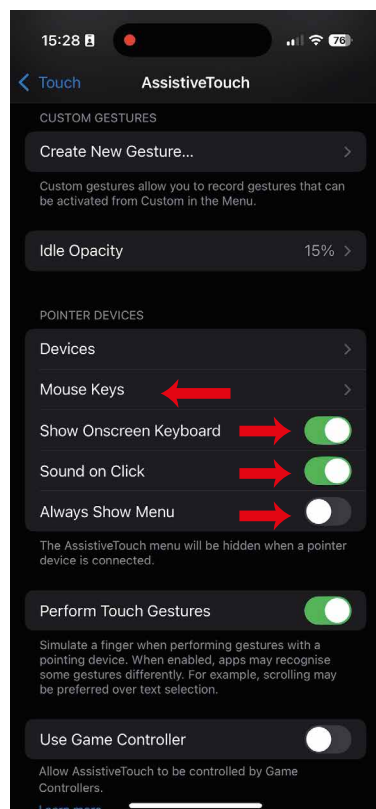 15:28
76
Touch
AssistiveTouch
CUSTOM GESTURES
Create New Gesture...
Custom gestures allow you to record gestures that can
be activated from Custom in the Menu.
Idle Opacity 15%
POINTER DEVICES
Devices
Mouse Keys
Show Onscreen Keyboard
Sound on Click
Always Show Menu
The AssistiveTouch menu will be hidden when a pointer
device is connected.
Perform Touch Gestures
Simulate a finger when performing gestures with a
pointing device. When enabled, apps may recognise
some gestures differently. For example, scrolling may
be preferred over text selection.
Use Game Controller
Allow AssistiveTouch to be controlled by Game
Controllers.
Learn more